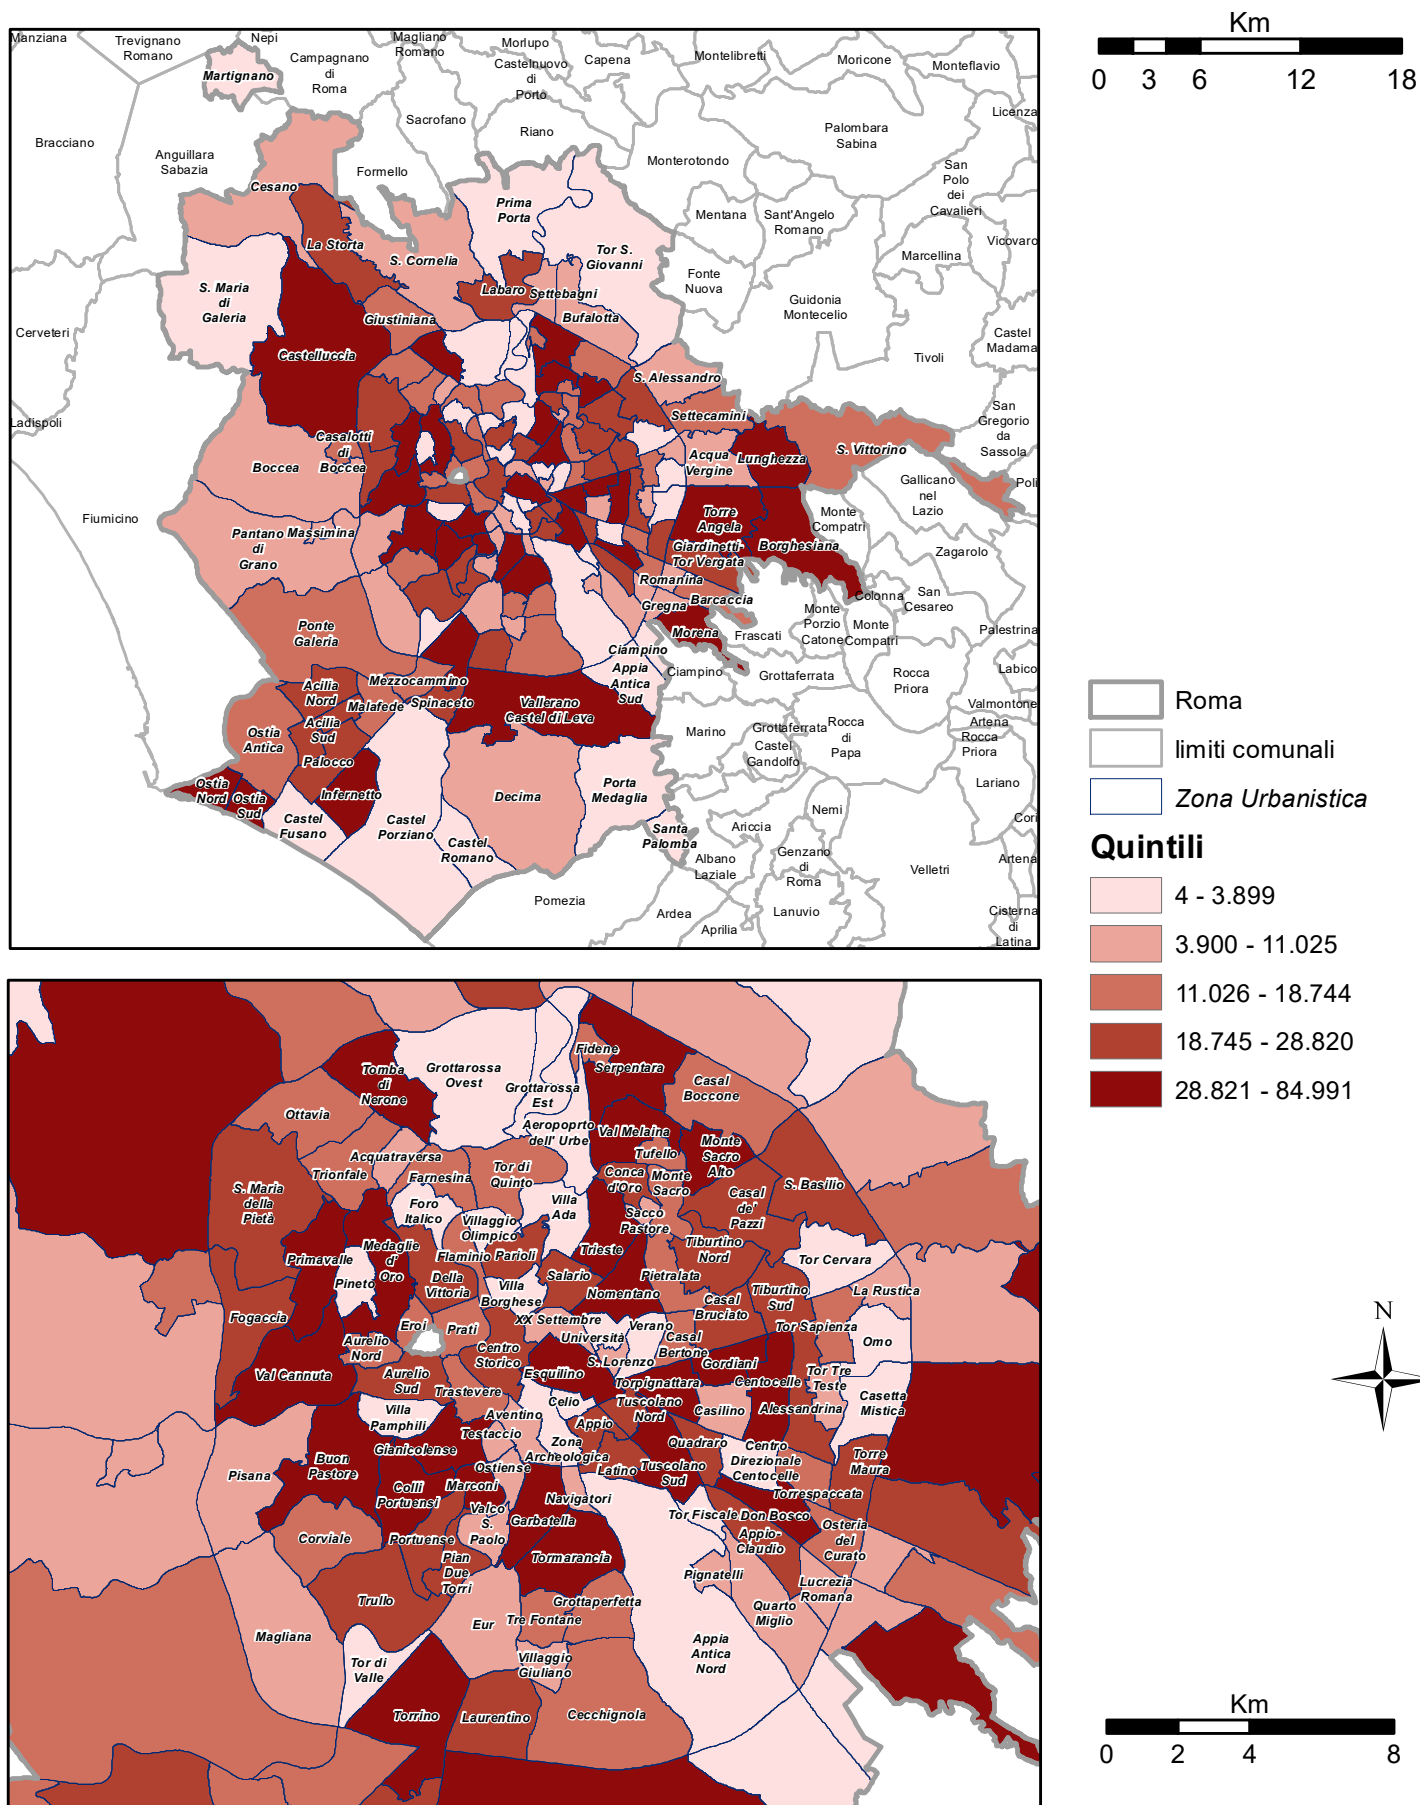 Km
0 3 6 12 18
Manziana
Trevignano
Romano
Nepi
Magliano
Romano
Morlupo
Capena
Montelibretti
Moricone
Monteflavio
Martignano
Campagnano
di
Roma
Castelnuovo
di
Porto
Licenza
Sacrofano
Riano
Palombara
Sabina
Bracciano
Anguillara
Sabazia
Formello
Monterotondo
San
Polo
dei
Cavalieri
Cesano
Prima
Porta
Mentana
Sant'Angelo
Romano
Vicovaro
La Storta
S. Cornelia
Tor S.
Giovanni
Marcellina
S. Maria
di
Galeria
Labaro
Settebagni
Fonte
Nuova
Guidonia
Montecelio
Giustiniana
Bufalotta
Cerveteri
Castelluccia
Castel
Madama
Tivoli
S. Alessandro
Ladispoli
Settecamini
San
Gregorio
da
Sassola
Casalotti
di
Boccea
Boccea
Acqua
Vergine
Lunghezza
S. Vittorino
Gallicano
nel
Lazio
Poli
Fiumicino
Pantano
di
Grano
Massimina
Torre
Angela
Monte
Compatri
Giardinetti-
Tor Vergata
Borghesiana
Zagarolo
Romanina
Colonna
San
Cesareo
Gregna
Barcaccia
Monte
Porzio
Catone
Monte
Compatri
Ponte
Galeria
Morena
Frascati
Palestrina
Ciampino
Ciampino
Grottaferrata
Rocca
Priora
Labico
Mezzocammino
Acilia
Nord
Malafede
Spinaceto
Appia
Antica
Sud
Vallerano
Castel di Leva
Valmontone
Ostia
Antica
Acilia
Sud
Marino
Grottaferrata
Rocca
di
Papa
Artena
Rocca
Priora
Palocco
Castel
Gandolfo
Ostia
Nord
Ostia
Sud
Infernetto
Decima
Porta
Medaglia
Lariano
Castel
Fusano
Castel
Porziano
Castel
Romano
Santa
Palomba
Nemi
Ariccia
Cori
Albano
Laziale
Genzano
di
Roma
Velletri
Artena
Pomezia
Ardea
Aprilia
Lanuvio
Cisterna
di
Latina
Roma
limiti comunali
Zona Urbanistica
Quintili
4 - 3.899
3.900 - 11.025
11.026 - 18.744
18.745 - 28.820
28.821 - 84.991
Tomba
di
Nerone
Grottarossa
Ovest
Grottarossa
Est
Fidene
Serpentara
Casal
Boccone
Ottavia
Aeropoprto
dell' Urbe
Val Melaina
Monte
Sacro
Alto
Acquatraversa
Tufello
Trionfale
Farnesina
Tor di
Quinto
Conca
d'Oro
Monte
Sacro
S. Basilio
S. Maria
della
Pietà
Foro
Italico
Villa
Ada
Casal
de'
Pazzi
Villaggio
Olimpico
Sacco
Pastore
Primavalle
Medaglie
d'
Oro
Flaminio
Parioli
Trieste
Tiburtino
Nord
Tor Cervara
Pineto
Della
Vittoria
Salario
Pietralata
Villa
Borghese
Nomentano
Tiburtino
Sud
La Rustica
Fogaccia
Casal
Bruciato
Eroi
Prati
XX Settembre
Università
Verano
Tor Sapienza
Omo
Aurelio
Nord
Centro
Storico
S. Lorenzo
Casal
Bertone
Gordiani
Val Cannuta
Aurelio
Sud
Esquilino
Torpignattara
Centocelle
Tor Tre
Teste
Trastevere
Celio
Casetta
Mistica
Villa
Pamphili
Aventino
Tuscolano
Nord
Casilino
Alessandrina
Testaccio
Appio
Gianicolense
Zona
Archeologica
Quadraro
Centro
Direzionale
Centocelle
Buon
Pastore
Torre
Maura
Pisana
Ostiense
Latino
Tuscolano
Sud
Colli
Portuensi
Marconi
Navigatori
Torrespaccata
Valco
S.
Paolo
Garbatella
Tor Fiscale
Don Bosco
Corviale
Portuense
Appio-
Claudio
Osteria
del
Curato
Pian
Due
Torri
Tormarancia
Pignatelli
Lucrezia
Romana
Trullo
Grottaperfetta
Quarto
Miglio
Eur
Tre Fontane
Magliana
Appia
Antica
Nord
Tor di
Valle
Villaggio
Giuliano
Torrino
Laurentino
Cecchignola
N
Km
0 2 4 8